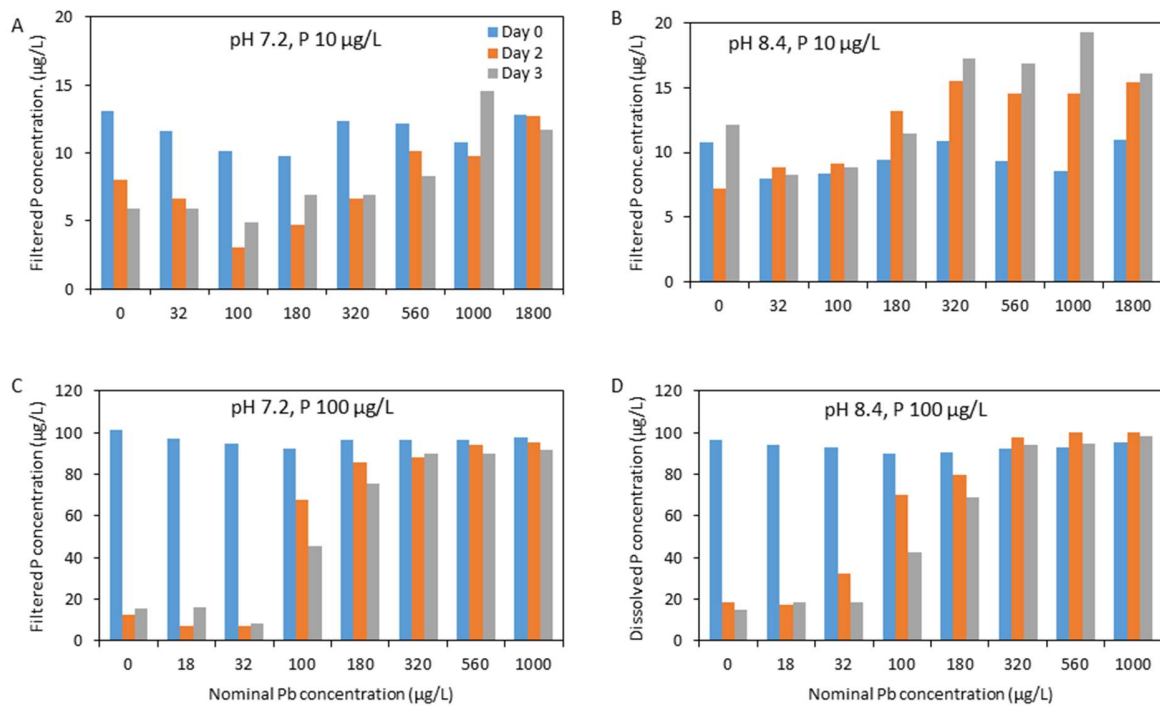 A
pH 7.2, P 10 µg/L
Day 0
Day 2
Day 3
Filtered P concentration. (µg/L)
20
15
10
5
0
0 32 100 180 320 560 1000 1800
B
pH 8.4, P 10 µg/L
Filtered P conc.entration (µg/L)
20
15
10
5
0
0 32 100 180 320 560 1000 1800
C
pH 7.2, P 100 µg/L
Filtered P concentration (µg/L)
120
100
80
60
40
20
0
0 18 32 100 180 320 560 1000
Nominal Pb concentration (µg/L)
D
pH 8.4, P 100 µg/L
Dissolved P concentration (µg/L)
120
100
80
60
40
20
0
0 18 32 100 180 320 560 1000
Nominal Pb concentration (µg/L)